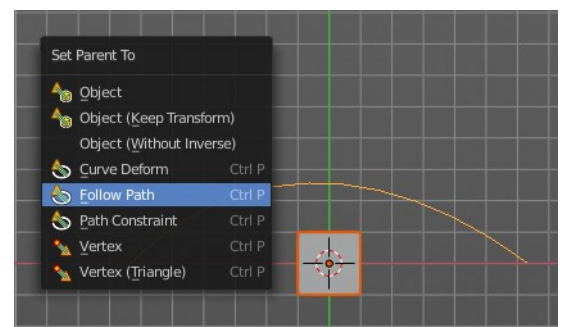 Set Parent To
Object
Object (Keep Transform)
Object (Without Inverse)
Curve Deform Ctrl P
Follow Path Ctrl P
Path Constraint Ctrl P
Vertex Ctrl P
Vertex (Triangle) Ctrl P